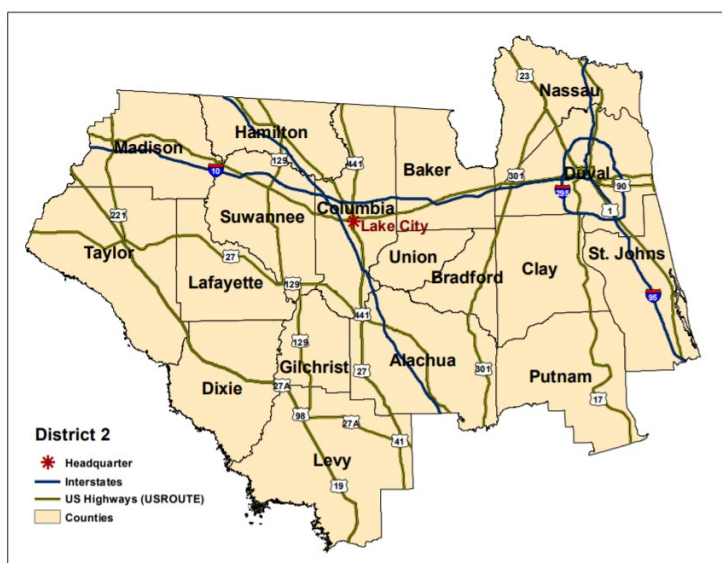 23
Nassau
Hamilton
Madison
129
441
Baker
301
10
Duval
295
90
Columbia
221
Suwannee
1
Lake City
Taylor
27
Union
St. Johns
Lafayette
129
Bradford
Clay
95
441
129
Gilchrist
Alachua
27
301
Putnam
Dixie
27A
17
98
27A
41
Levy
19
District 2
Headquarter
Interstates
US Highways (USROUTE)
Counties